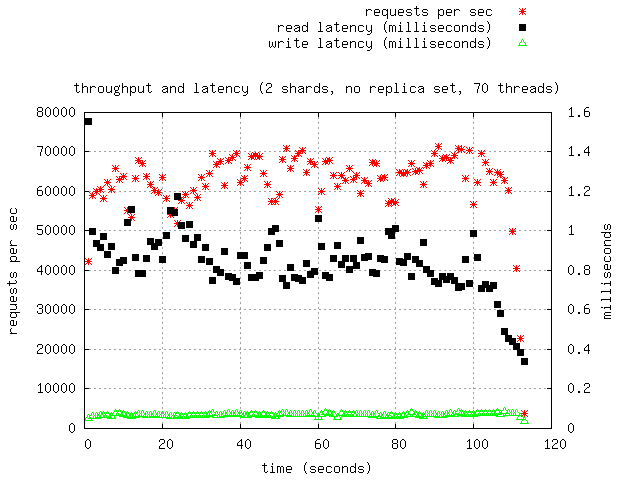 requests per sec
read latency (milliseconds)
write latency (milliseconds)
throughput and latency (2 shards, no replica set, 70 threads)
80000 1.6
70000 1.4
60000 1.2
50000 1
40000 0.8
30000 0.6
20000 0.4
10000 0.2
0 0
requests per sec
milliseconds
0 20 40 60 80 100 120
time (seconds)